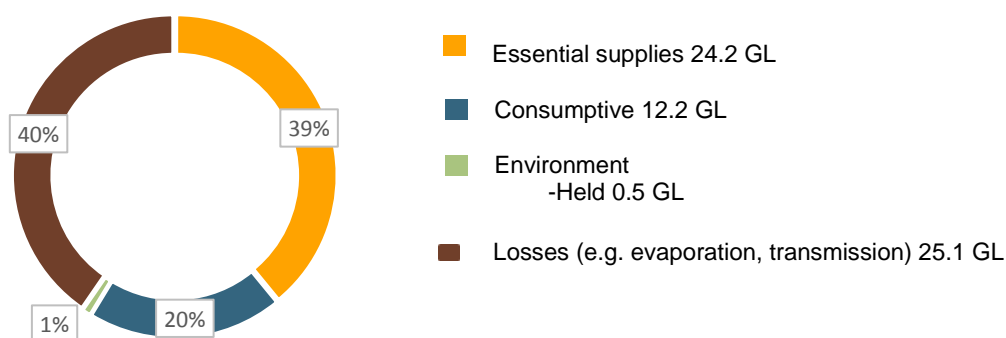 40%
39%
1%
20%
Essential supplies 24.2 GL
Consumptive 12.2 GL
Environment
-Held 0.5 GL
Losses (e.g. evaporation, transmission) 25.1 GL